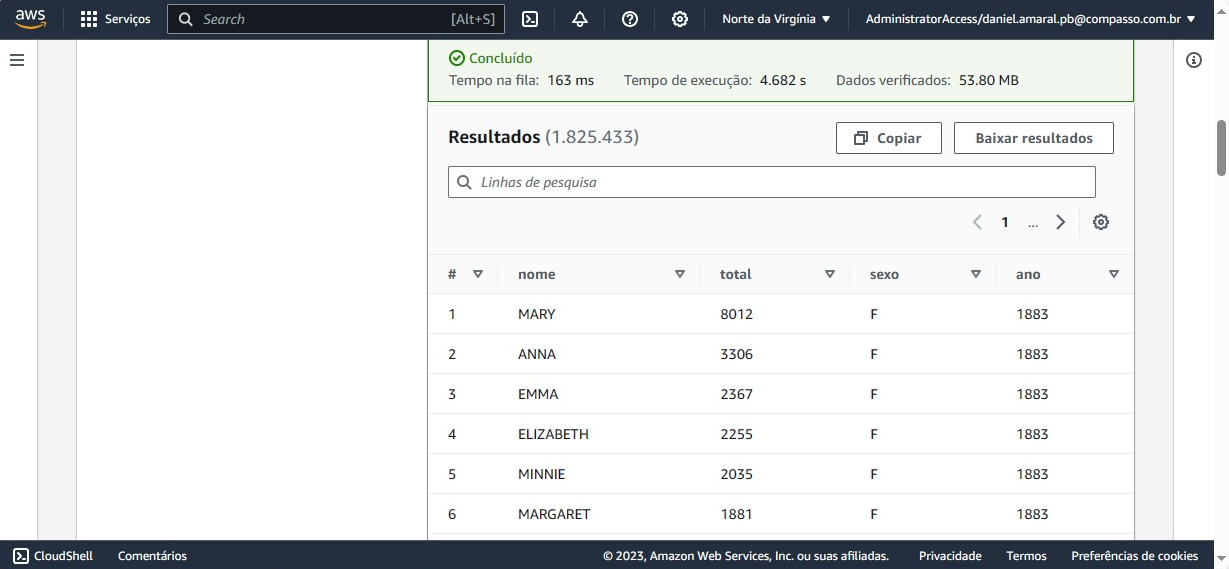 aws Serviços Search [Alt+S] Norte da Virgínia AdministratorAccess/daniel.amaral.pb@compasso.com.br
Concluído
Tempo na fila: 163 ms Tempo de execução: 4.682 s Dados verificados: 53.80 MB
Resultados (1.825.433) Copiar Baixar resultados
Linhas de pesquisa
1 ...
# nome total sexo ano
1 MARY 8012 F 1883
2 ANNA 3306 F 1883
3 EMMA 2367 F 1883
4 ELIZABETH 2255 F 1883
5 MINNIE 2035 F 1883
6 MARGARET 1881 F 1883
CloudShell Comentários © 2023, Amazon Web Services, Inc. ou suas afiliadas. Privacidade Termos Preferências de cookies